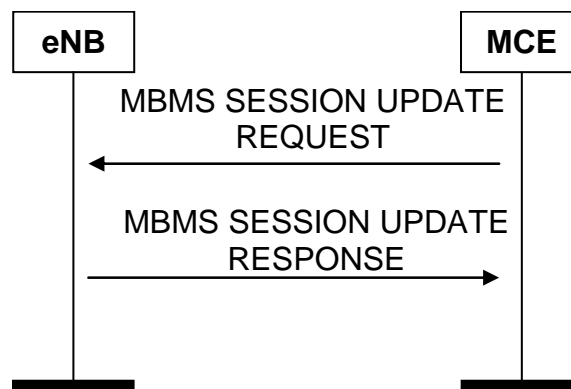 eNB
MCE
MBMS SESSION UPDATE
REQUEST
MBMS SESSION UPDATE
RESPONSE